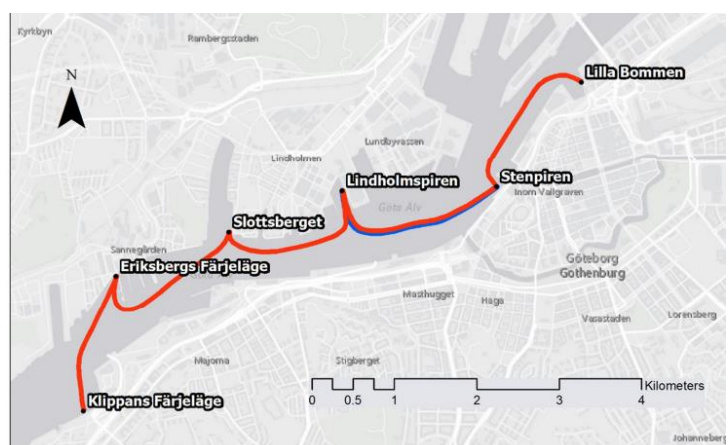 Kyrkbyn
Rambergsstaden
N
Lilla Bommen
Lundbyvassen
Lindholmen
Lindholmspiren
Stenpiren
Inom Vallgraven
Göta Älv
Slottsberget
Sannegården
Eriksbergs Färjeläge
Göteborg
Gothenburg
Masthugget
Haga
Lorensberg
Vasastaden
Majorna
Stigberget
Klippans Färjeläge
Kilometers
0 0.5 1 2 3 4
Johanneberg